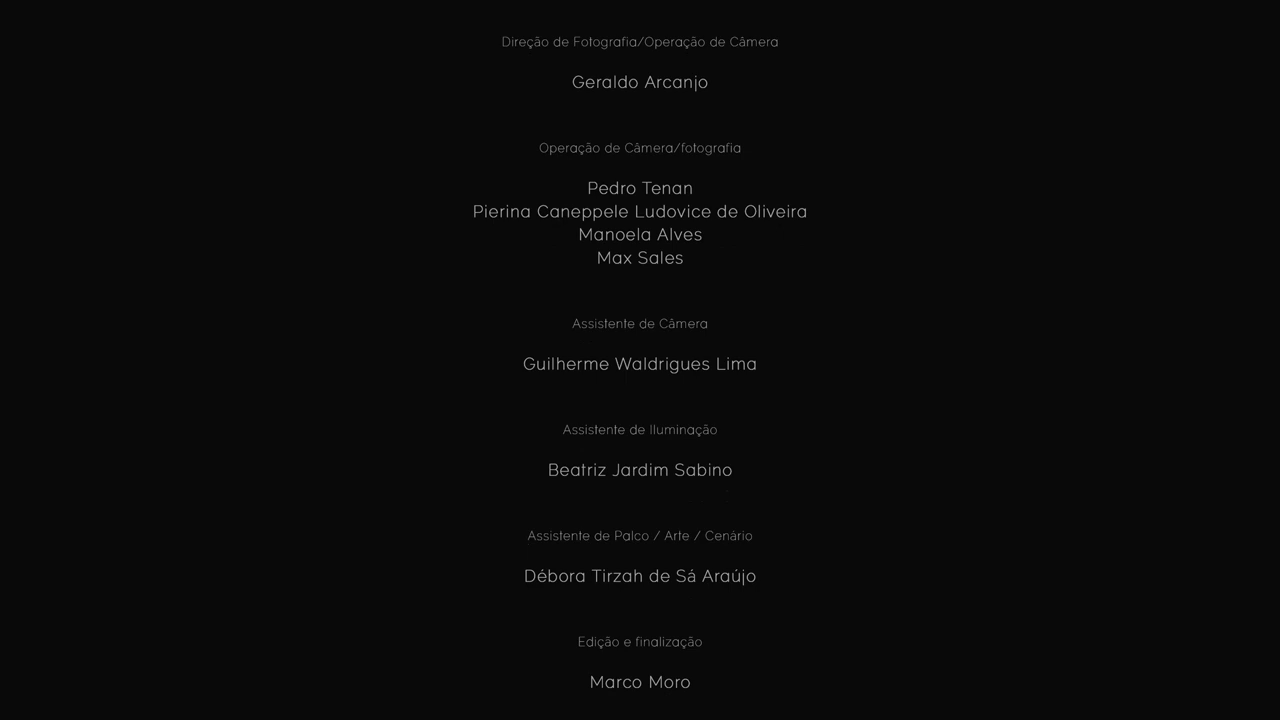 Direção de Fotografia/Operação de Câmera
Geraldo Arcanjo
Operação de Câmera/fotografia
Pedro Tenan
Pierina Caneppele Ludovice de Oliveira
Manoela Alves
Max Sales
Assistente de Câmera
Guilherme Waldrigues Lima
Assistente de Iluminação
Beatriz Jardim Sabino
Assistente de Palco / Arte / Cenário
Débora Tirzah de Sá Araújo
Edição e finalização
Marco Moro